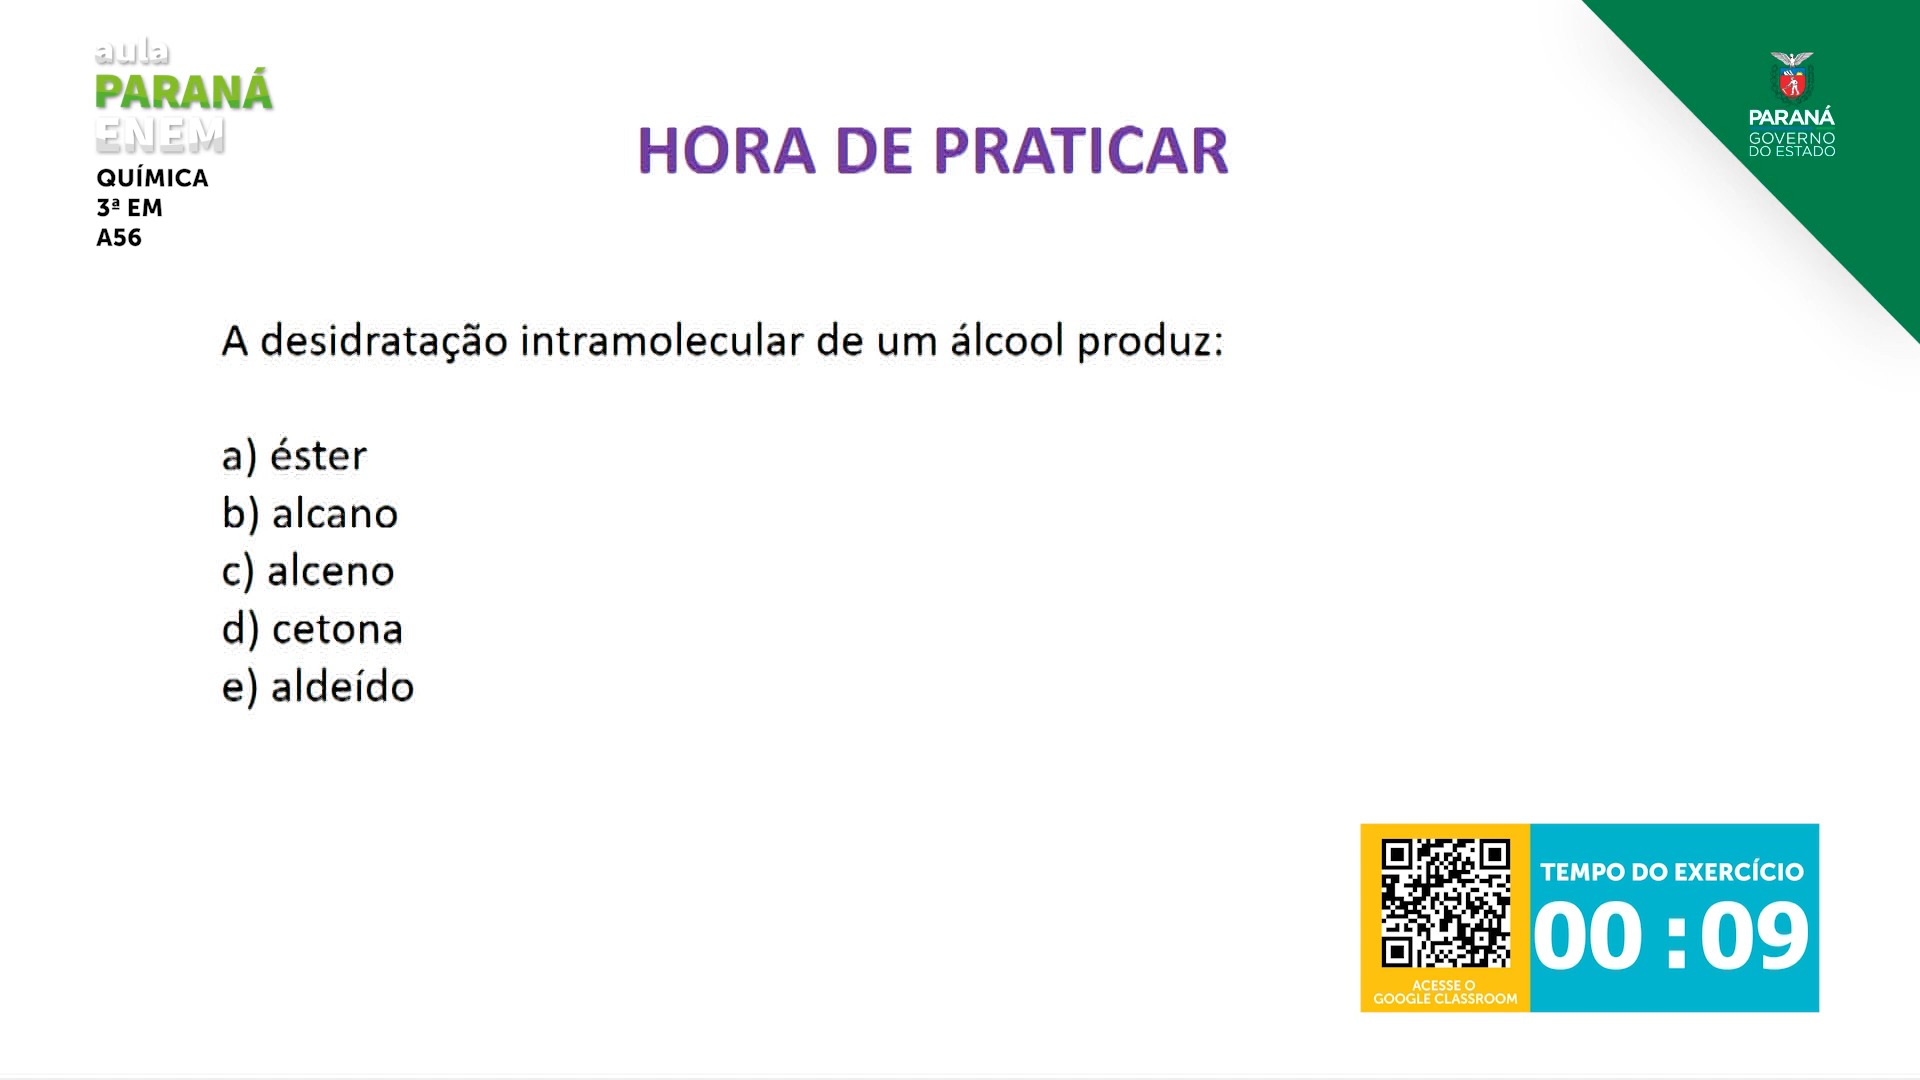 aula
PARANÁ
ENEM
QUÍMICA
3ª EM
A56
HORA DE PRATICAR
PARANÁ
GOVERNO
DO ESTADO
A desidratação intramolecular de um álcool produz:
a) éster
b) alcano
c) alceno
d) cetona
e) aldeído
ACESSE O
GOOGLE CLASSROOM
TEMPO DO EXERCÍCIO
00 : 09